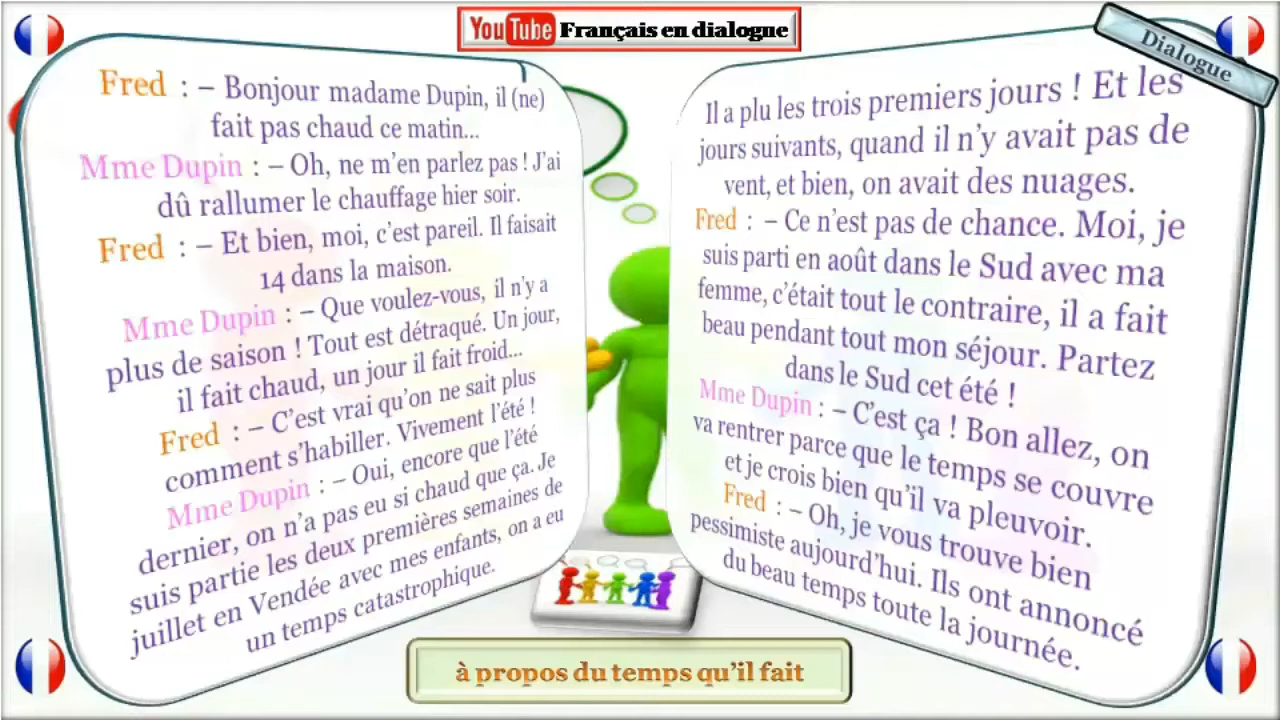 YouTube Français en dialogue
Dialogue
Fred : – Bonjour madame Dupin, il (ne)
fait pas chaud ce matin...
Mme Dupin : – Oh, ne m'en parlez pas ! J'ai
dû rallumer le chauffage hier soir.
Fred : – Et bien, moi, c'est pareil. Il faisait
14 dans la maison.
Mme Dupin : – Que voulez-vous, il n'y a
plus de saison ! Tout est détraqué. Un jour,
il fait chaud, un jour il fait froid...
Fred : – C'est vrai qu'on ne sait plus
comment s'habiller. Vivement l'été !
Mme Dupin : – Oui, encore que l'été
dernier, on n'a pas eu si chaud que ça. Je
suis partie les deux premières semaines de
juillet en Vendée avec mes enfants, on a eu
un temps catastrophique.
Il a plu les trois premiers jours ! Et les
jours suivants, quand il n'y avait pas de
vent, et bien, on avait des nuages.
Fred : – Ce n'est pas de chance. Moi, je
suis parti en août dans le Sud avec ma
femme, c'était tout le contraire, il a fait
beau pendant tout mon séjour. Partez
dans le Sud cet été !
Mme Dupin : – C'est ça ! Bon allez, on
va rentrer parce que le temps se couvre
et je crois bien qu'il va pleuvoir.
Fred : – Oh, je vous trouve bien
pessimiste aujourd'hui. Ils ont annoncé
du beau temps toute la journée.
à propos du temps qu'il fait